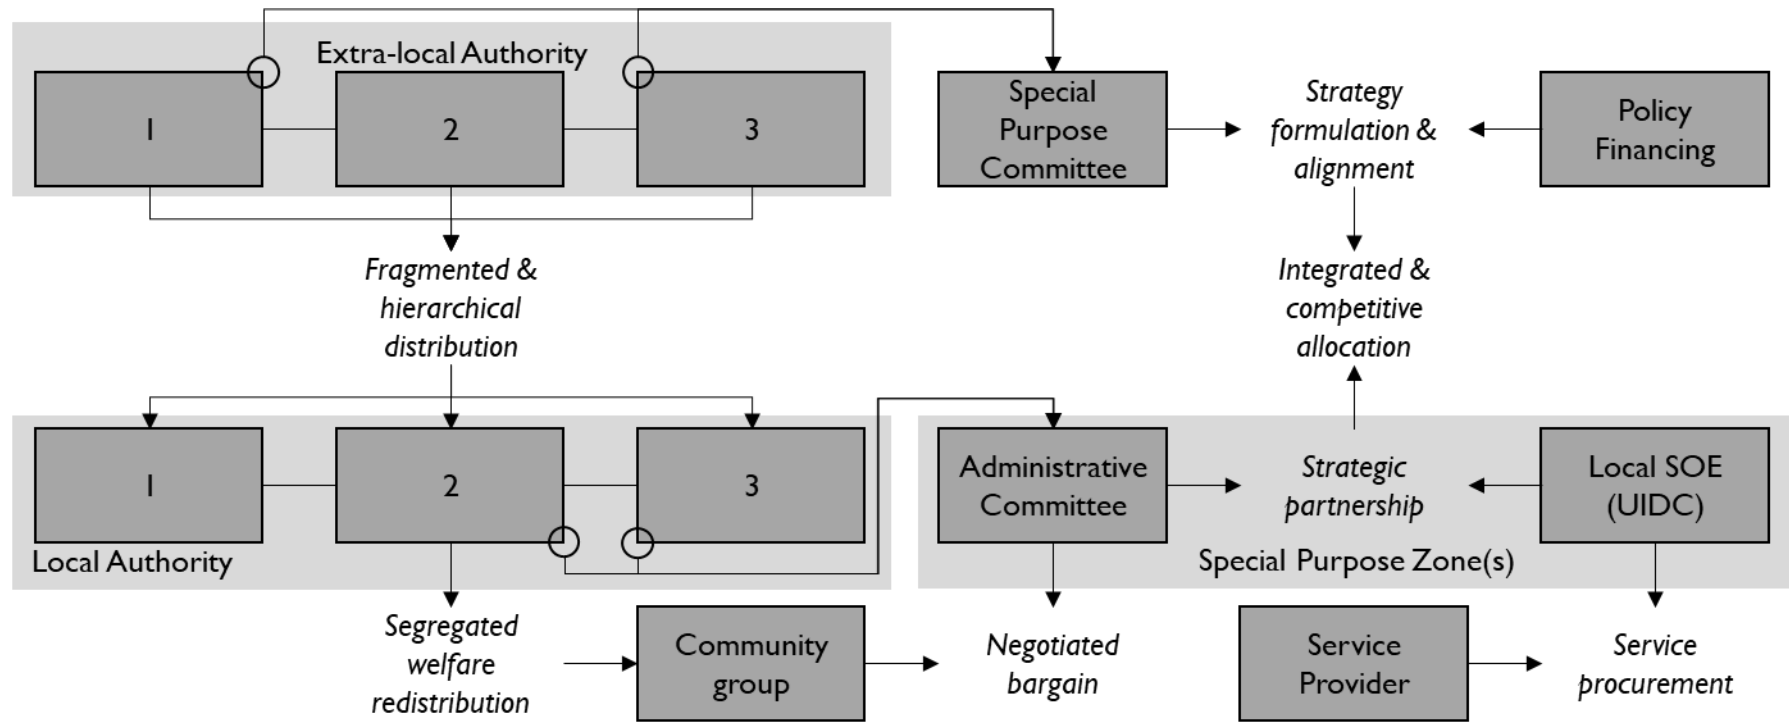 Extra-local Authority
1
2
3
Special
Purpose
Committee
Strategy
formulation &
alignment
Policy
Financing
Fragmented &
hierarchical
distribution
Integrated &
competitive
allocation
1
2
3
Local Authority
Administrative
Committee
Strategic
partnership
Local SOE
(UIDC)
Special Purpose Zone(s)
Segregated
welfare
redistribution
Community
group
Negotiated
bargain
Service
Provider
Service
procurement